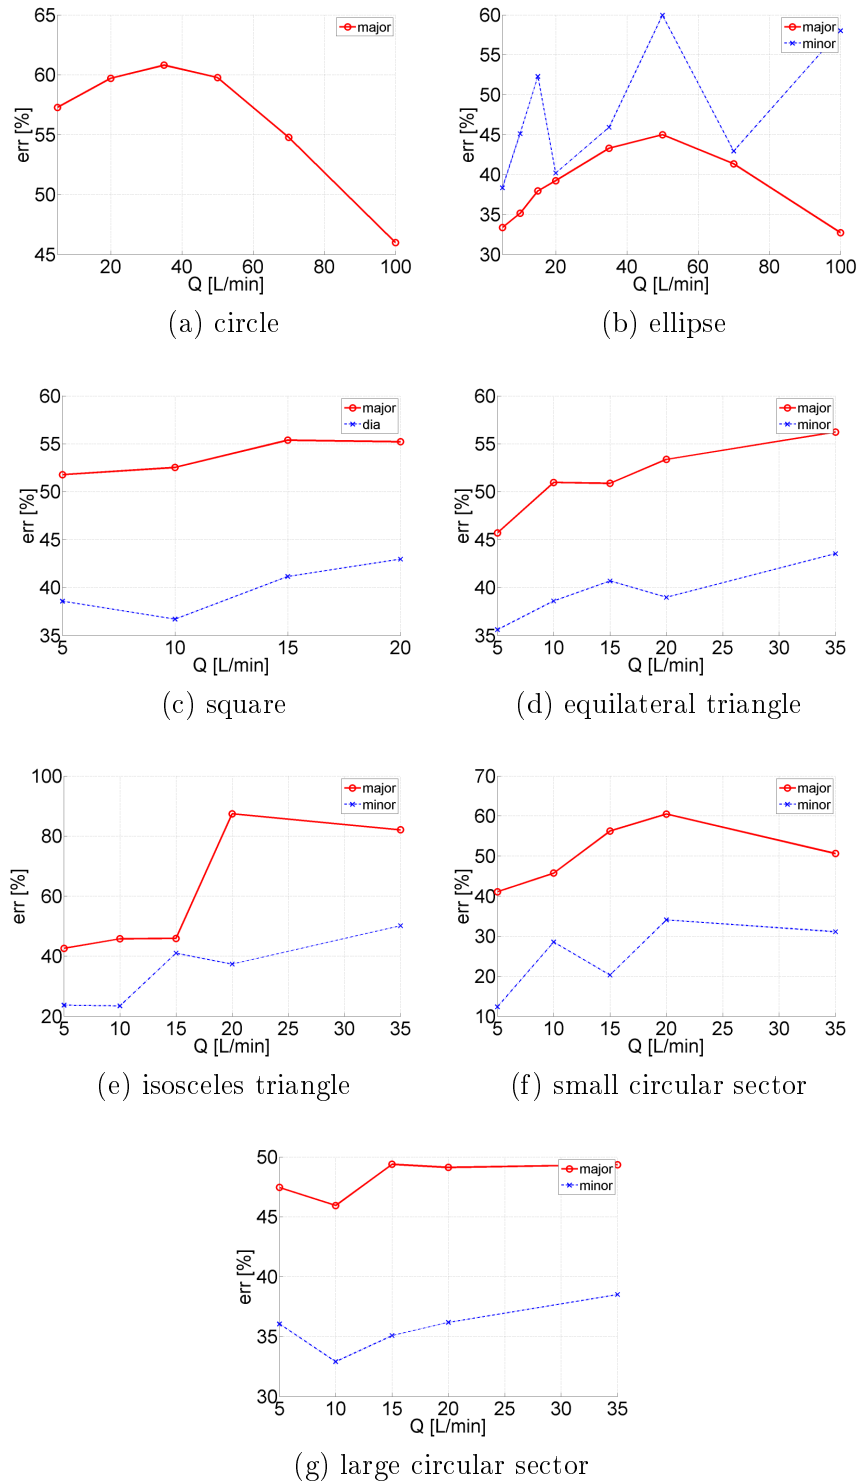 65
60
55
50
45
err [%]
major
20 40 60 80 100
Q [L/min]
(a) circle
60
55
50
45
40
35
30
err [%]
major
minor
20 40 60 80 100
Q [L/min]
(b) ellipse
60
55
50
45
40
35
err [%]
major
dia
5 10 15 20
Q [L/min]
(c) square
60
55
50
45
40
35
err [%]
major
minor
5 10 15 20 25 30 35
Q [L/min]
(d) equilateral triangle
100
80
60
40
20
err [%]
major
minor
5 10 15 20 25 30 35
Q [L/min]
(e) isosceles triangle
70
60
50
40
30
20
10
err [%]
major
minor
5 10 15 20 25 30 35
Q [L/min]
(f) small circular sector
50
45
40
35
30
err [%]
major
minor
5 10 15 20 25 30 35
Q [L/min]
(g) large circular sector